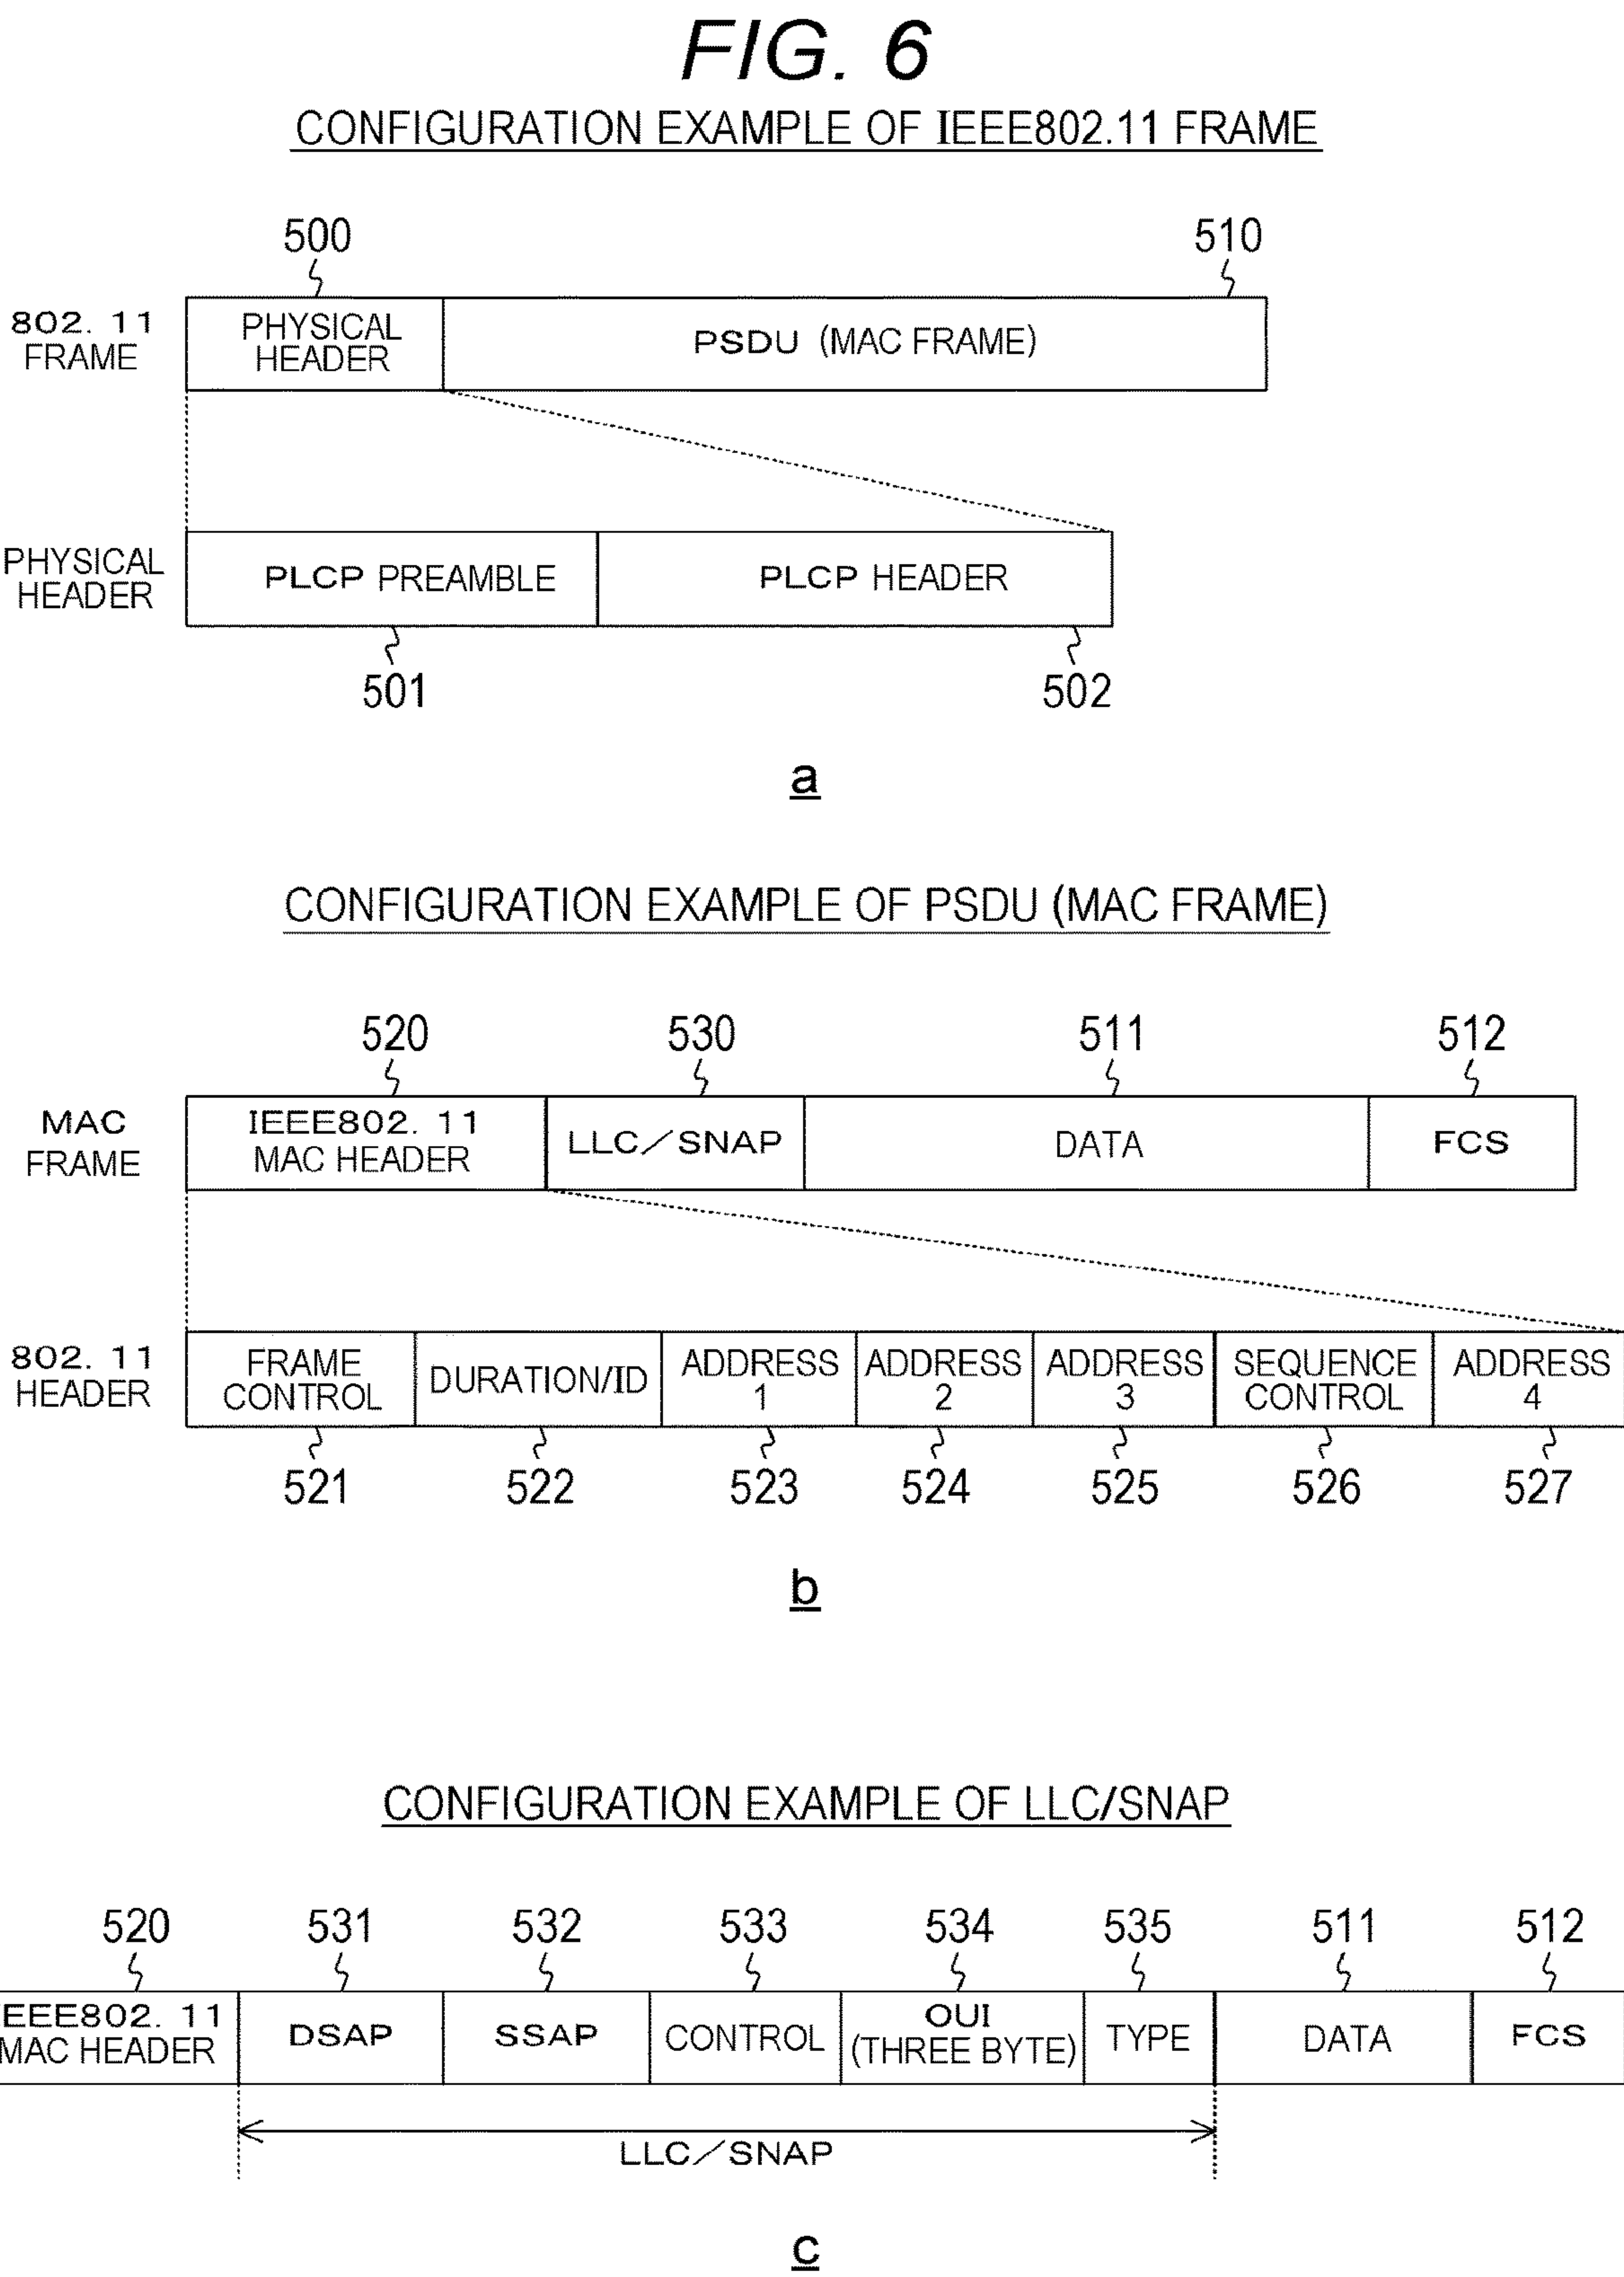 FIG. 6
CONFIGURATION EXAMPLE OF IEEE802.11 FRAME
500
510
802. 11
FRAME
PHYSICAL
HEADER
PSDU (MAC FRAME)
PHYSICAL
HEADER
PLCP PREAMBLE
PLCP HEADER
501
502
a
CONFIGURATION EXAMPLE OF PSDU (MAC FRAME)
520
530
511
512
MAC
FRAME
IEEE802. 11
MAC HEADER
LLC/SNAP
DATA
FCS
802. 11
HEADER
FRAME
CONTROL
DURATION/ID
ADDRESS
1
ADDRESS
2
ADDRESS
3
SEQUENCE
CONTROL
ADDRESS
4
521
522
523
524
525
526
527
b
CONFIGURATION EXAMPLE OF LLC/SNAP
520
531
532
533
534
535
511
512
EEE802. 11
MAC HEADER
DSAP
SSAP
CONTROL
OUI
(THREE BYTE)
TYPE
DATA
FCS
LLC/SNAP
c